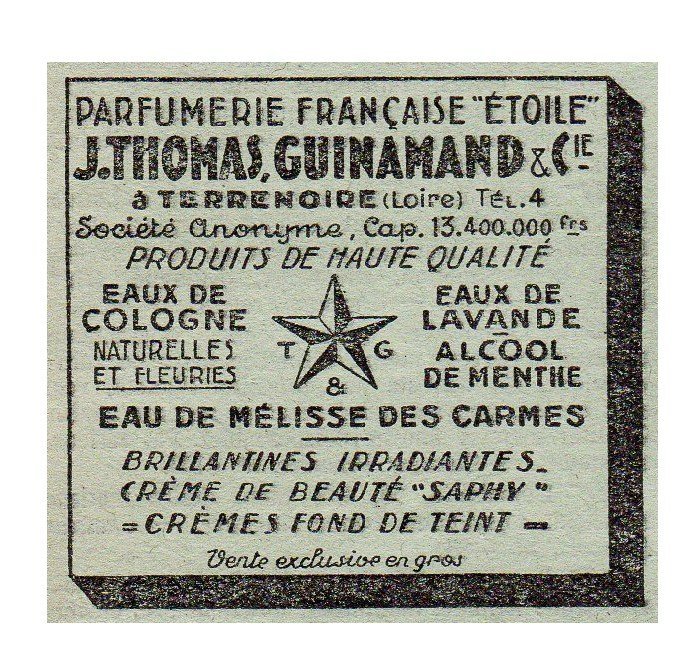 PARFUMERIE FRANÇAISE "ÉTOILE"
J.THOMAS, GUINAMAND & CIE
à TERRENOIRE (Loire) TÉL. 4
Société Anonyme, Cap. 13.400.000 frs
PRODUITS DE HAUTE QUALITÉ
EAUX DE
COLOGNE
NATURELLES
ET FLEURIES
T & G
EAUX DE
LAVANDE
ALCOOL
DE MENTHE
EAU DE MÉLISSE DES CARMES
BRILLANTINES IRRADIANTES_
CRÈME DE BEAUTÉ "SAPHY"
= CRÈMES FOND DE TEINT =
Vente exclusive en gros